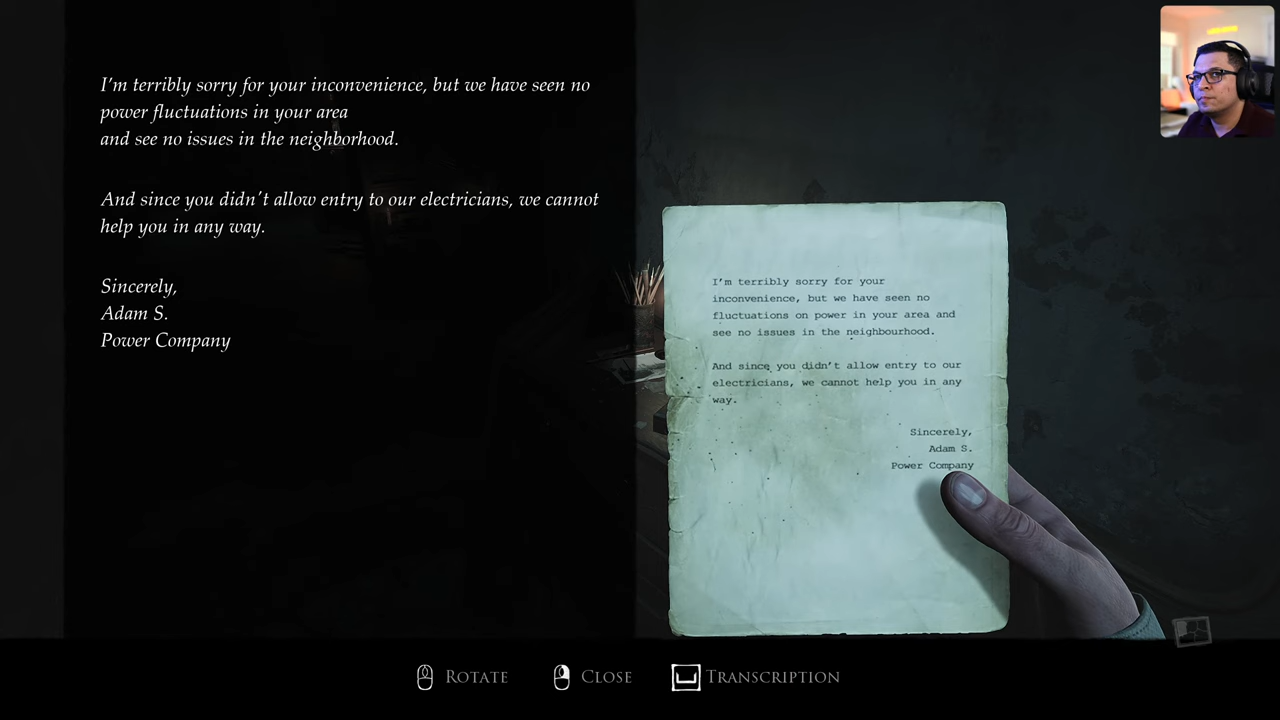 I'm terribly sorry for your inconvenience, but we have seen no
power fluctuations in your area
and see no issues in the neighborhood.
And since you didn't allow entry to our electricians, we cannot
help you in any way.
Sincerely,
Adam S.
Power Company
I'm terribly sorry for your
inconvenience, but we have seen no
fluctuations on power in your area and
see no issues in the neighbourhood.
And since you didn't allow entry to our
electricians, we cannot help you in any
way.
Sincerely,
Adam S.
Power Company
Rotate
Close
Transcription